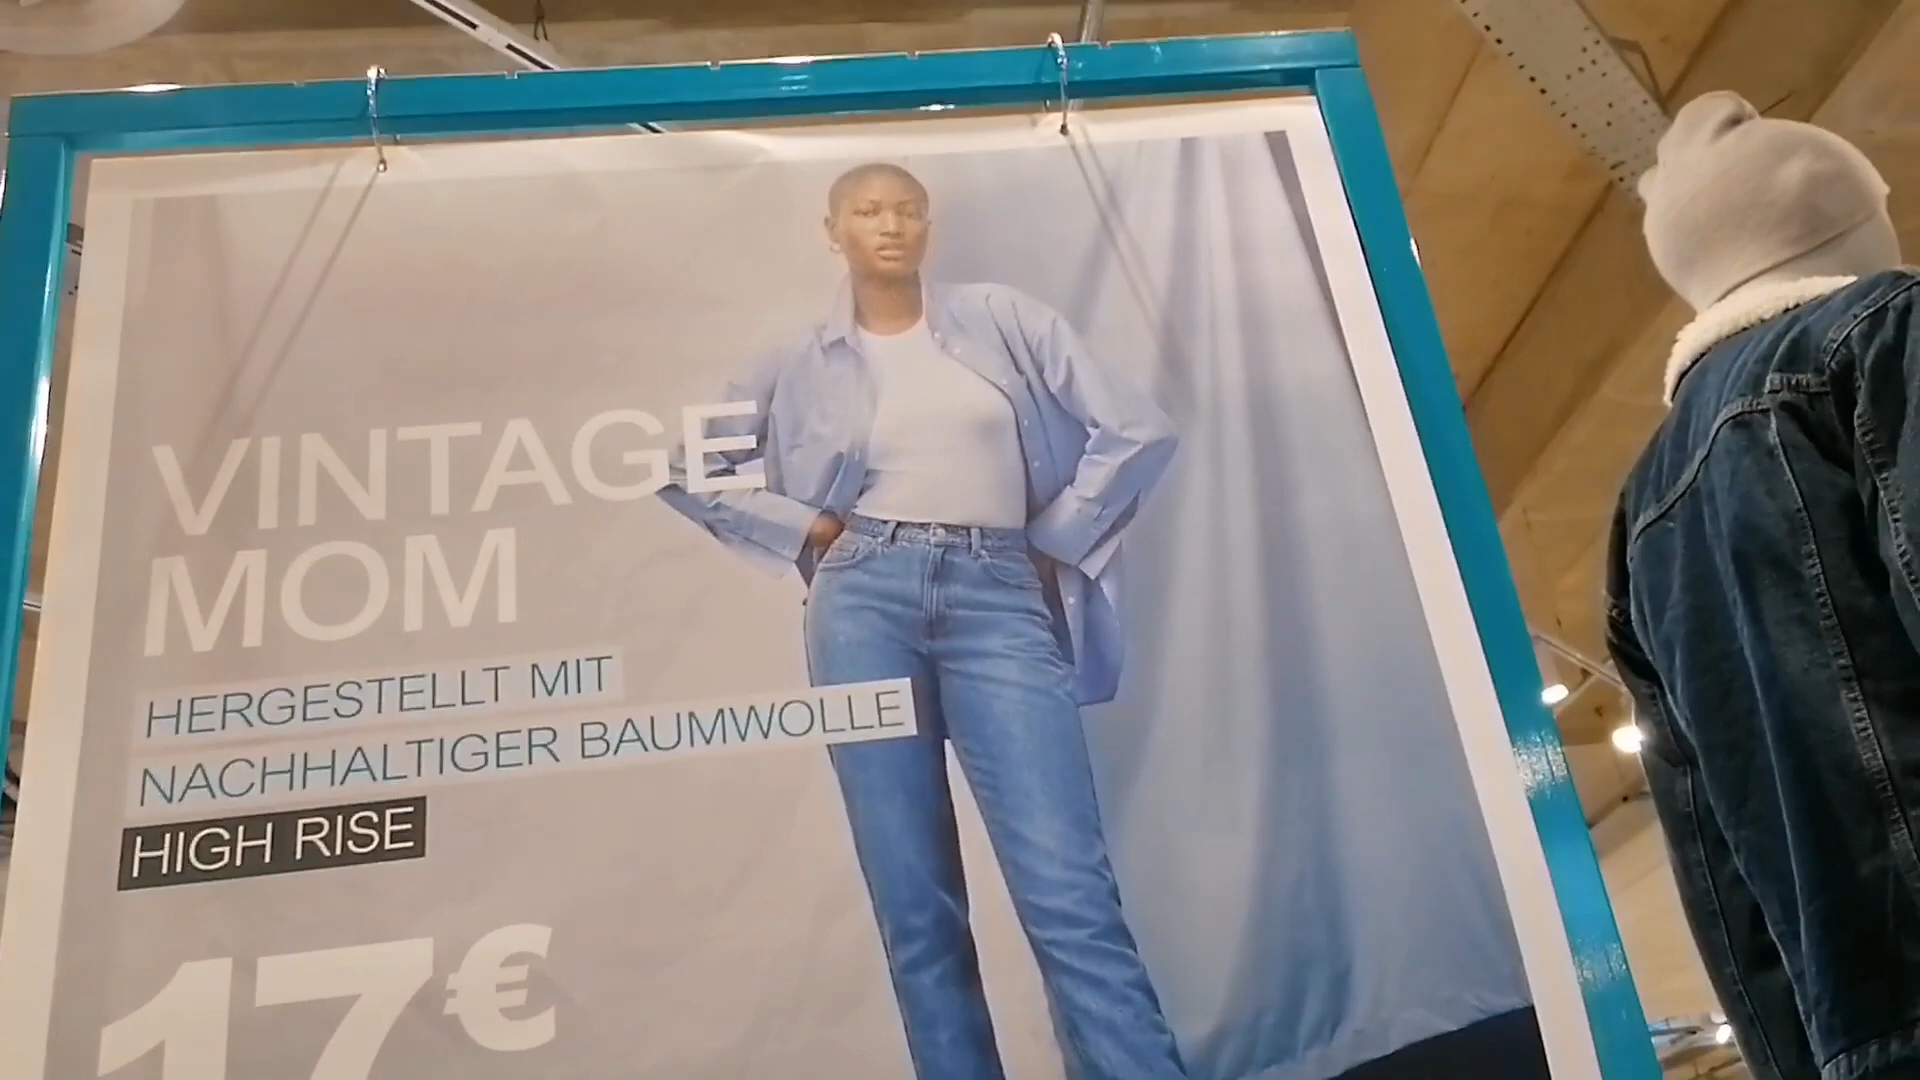 VINTAGE
MOM
HERGESTELLT MIT
NACHHALTIGER BAUMWOLLE
HIGH RISE
17€